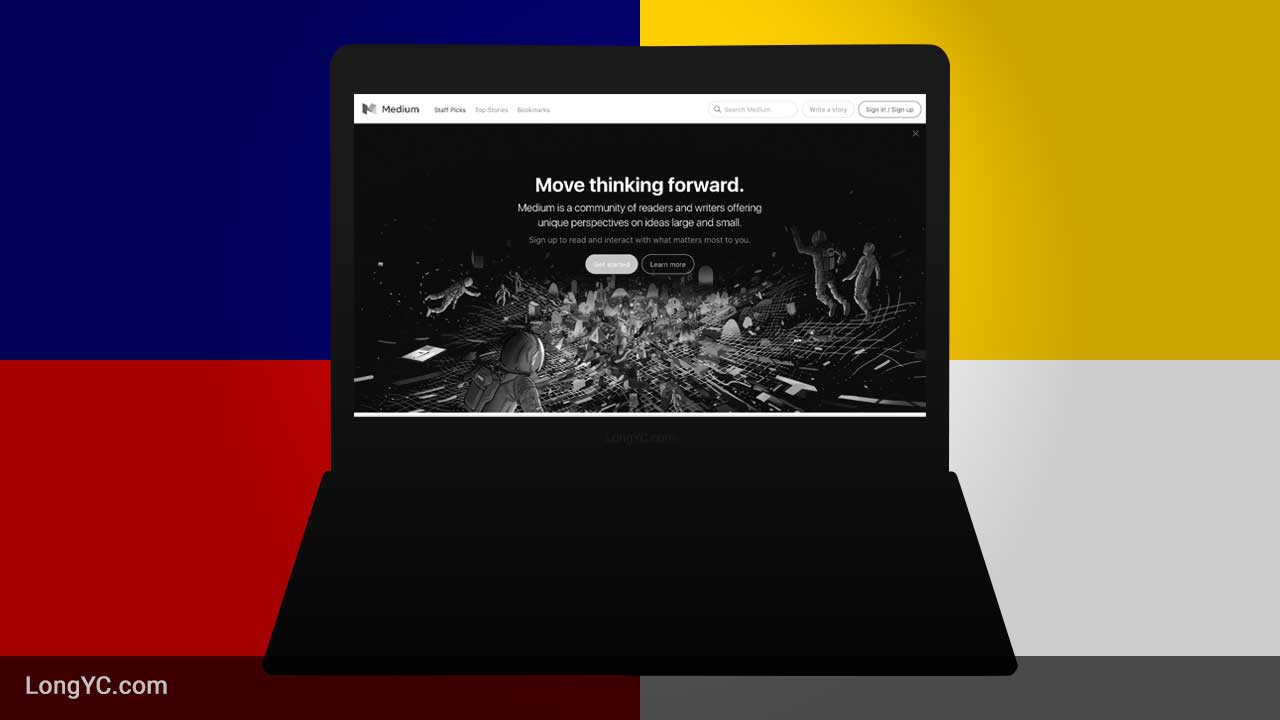 Medium Staff Picks Top Stories Bookmarks Search Medium Write a story Sign in / Sign up
Move thinking forward.
Medium is a community of readers and writers offering
unique perspectives on ideas large and small.
Sign up to read and interact with what matters most to you.
Get started Learn more
LongYC.com
LongYC.com